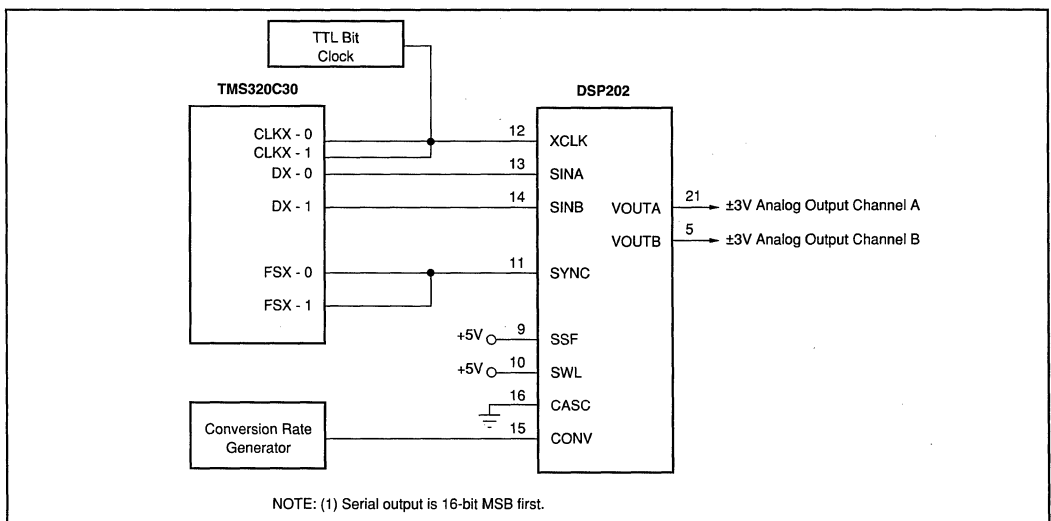 TTL Bit
Clock
TMS320C30
DSP202
CLKX - 0
CLKX - 1
DX - 0
DX - 1
FSX - 0
FSX - 1
12
XCLK
13
SINA
14
SINB
11
SYNC
+5V
9
SSF
+5V
10
SWL
16
CASC
15
CONV
VOUTA
21
±3V Analog Output Channel A
VOUTB
5
±3V Analog Output Channel B
Conversion Rate
Generator
NOTE: (1) Serial output is 16-bit MSB first.